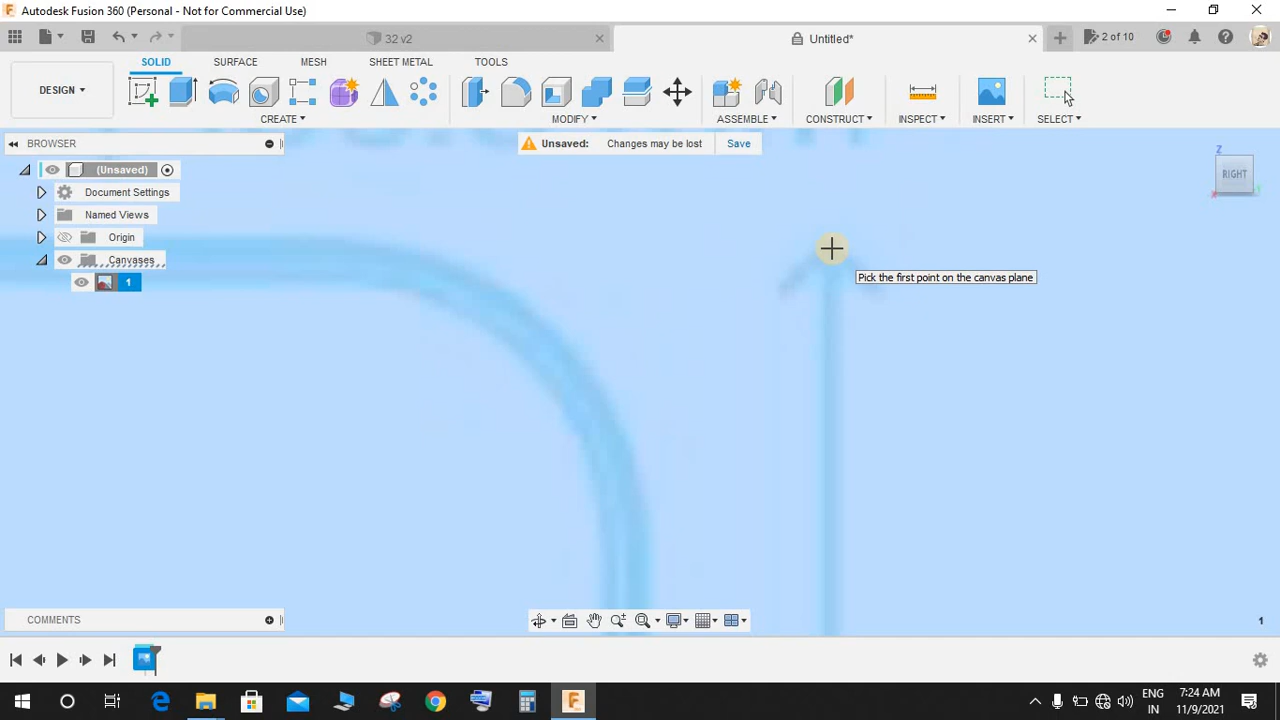 Autodesk Fusion 360 (Personal - Not for Commercial Use)
32 v2
Untitled*
2 of 10
DESIGN
SOLID
SURFACE
MESH
SHEET METAL
TOOLS
CREATE
MODIFY
ASSEMBLE
CONSTRUCT
INSPECT
INSERT
SELECT
BROWSER
Unsaved: Changes may be lost
Save
(Unsaved)
Document Settings
Named Views
Origin
Canvases
1
Z
RIGHT
X
Pick the first point on the canvas plane
COMMENTS
1
ENG
IN
7:24 AM
11/9/2021